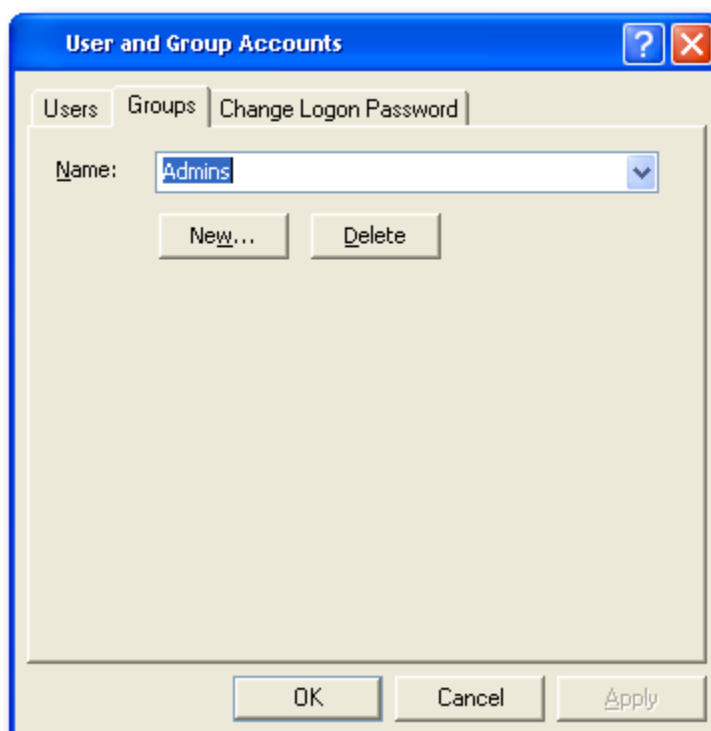 User and Group Accounts
Users Groups Change Logon Password
Name: Admins
New... Delete
OK Cancel Apply